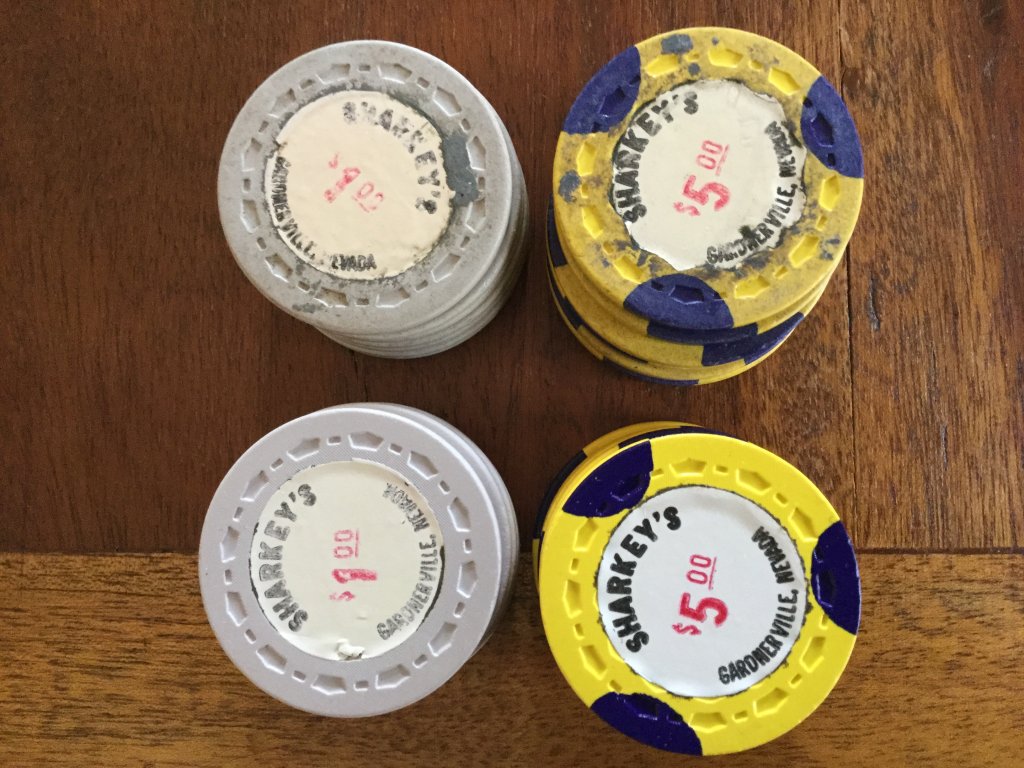 SHARKEY'S
$1.00
GARDNERVILLE, NEVADA
SHARKEY'S
$5.00
GARDNERVILLE, NEVADA
SHARKEY'S
$1.00
GARDNERVILLE, NEVADA
SHARKEY'S
$5.00
GARDNERVILLE, NEVADA